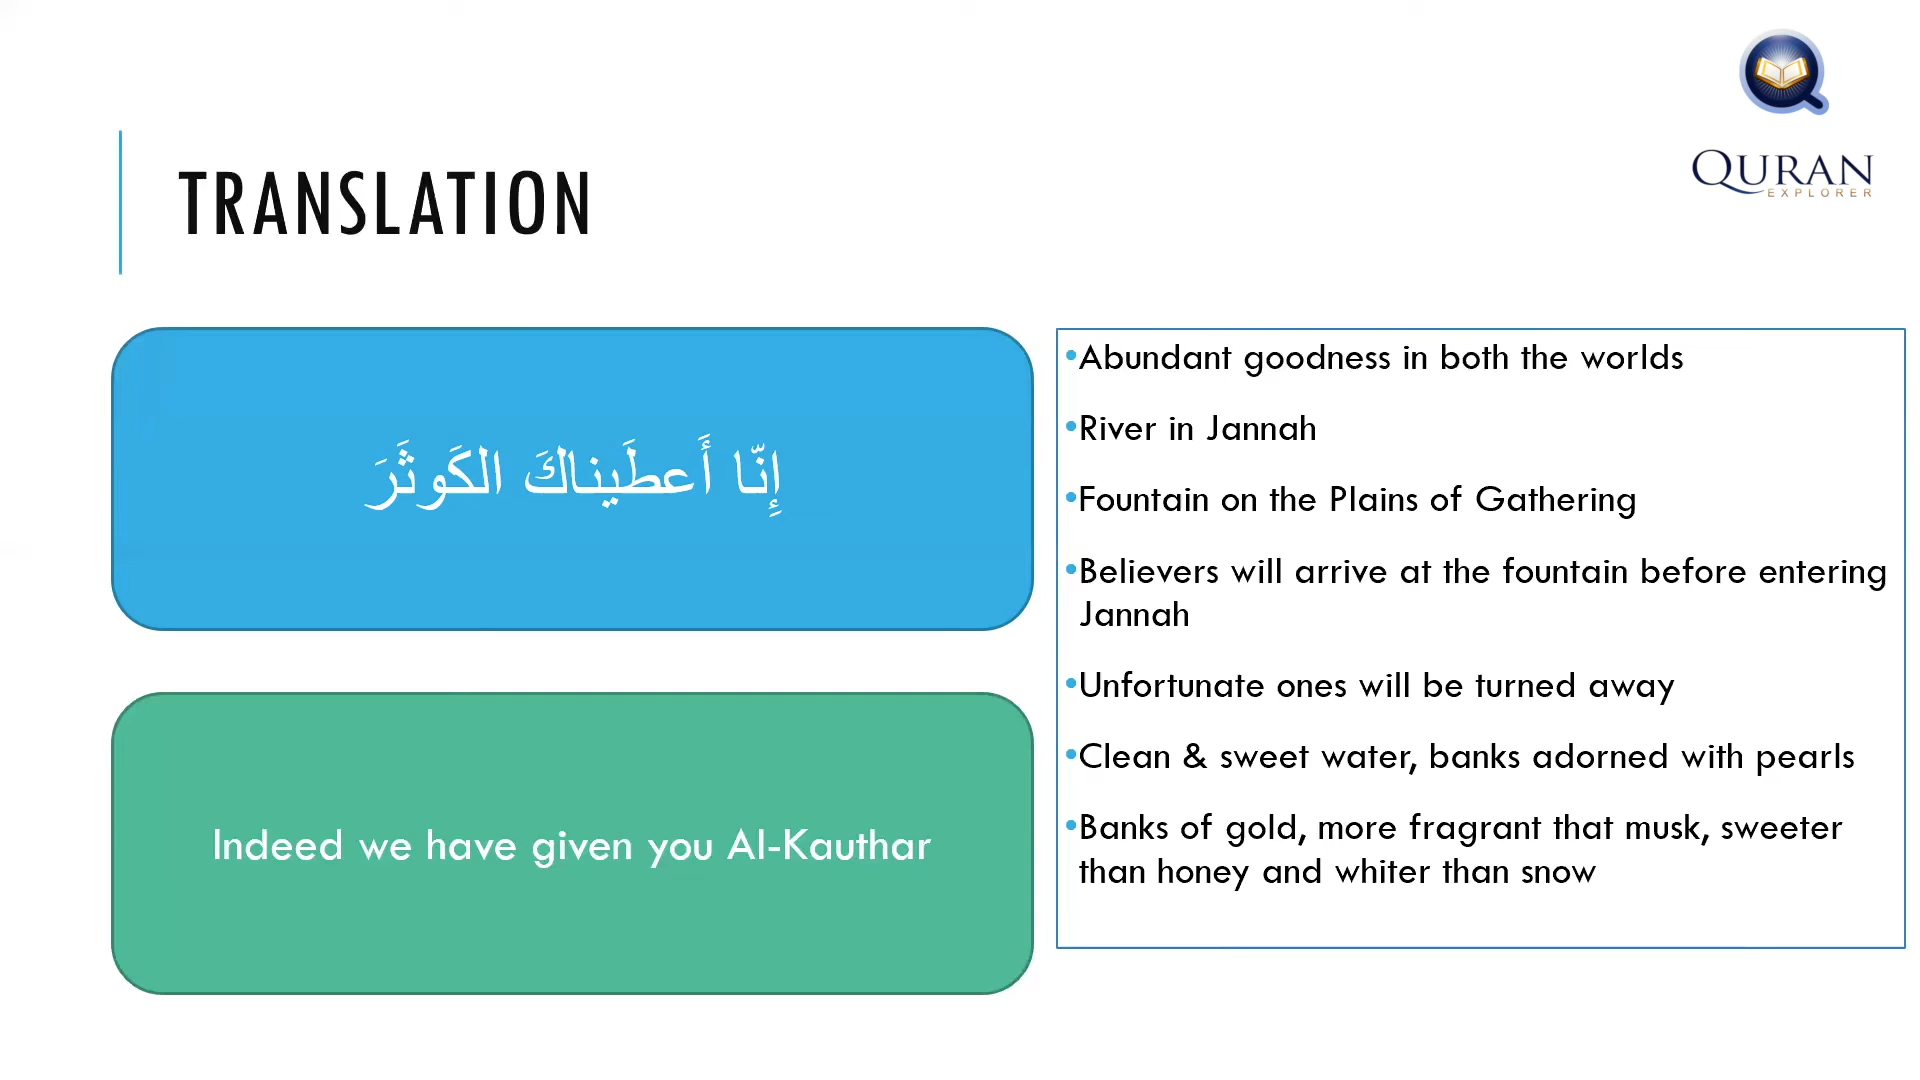 QURAN
EXPLORER
TRANSLATION
إِنّا أَعطَيناكَ الكَوثَرَ
Indeed we have given you Al-Kauthar
•Abundant goodness in both the worlds
•River in Jannah
•Fountain on the Plains of Gathering
•Believers will arrive at the fountain before entering
Jannah
•Unfortunate ones will be turned away
•Clean & sweet water, banks adorned with pearls
•Banks of gold, more fragrant that musk, sweeter
than honey and whiter than snow